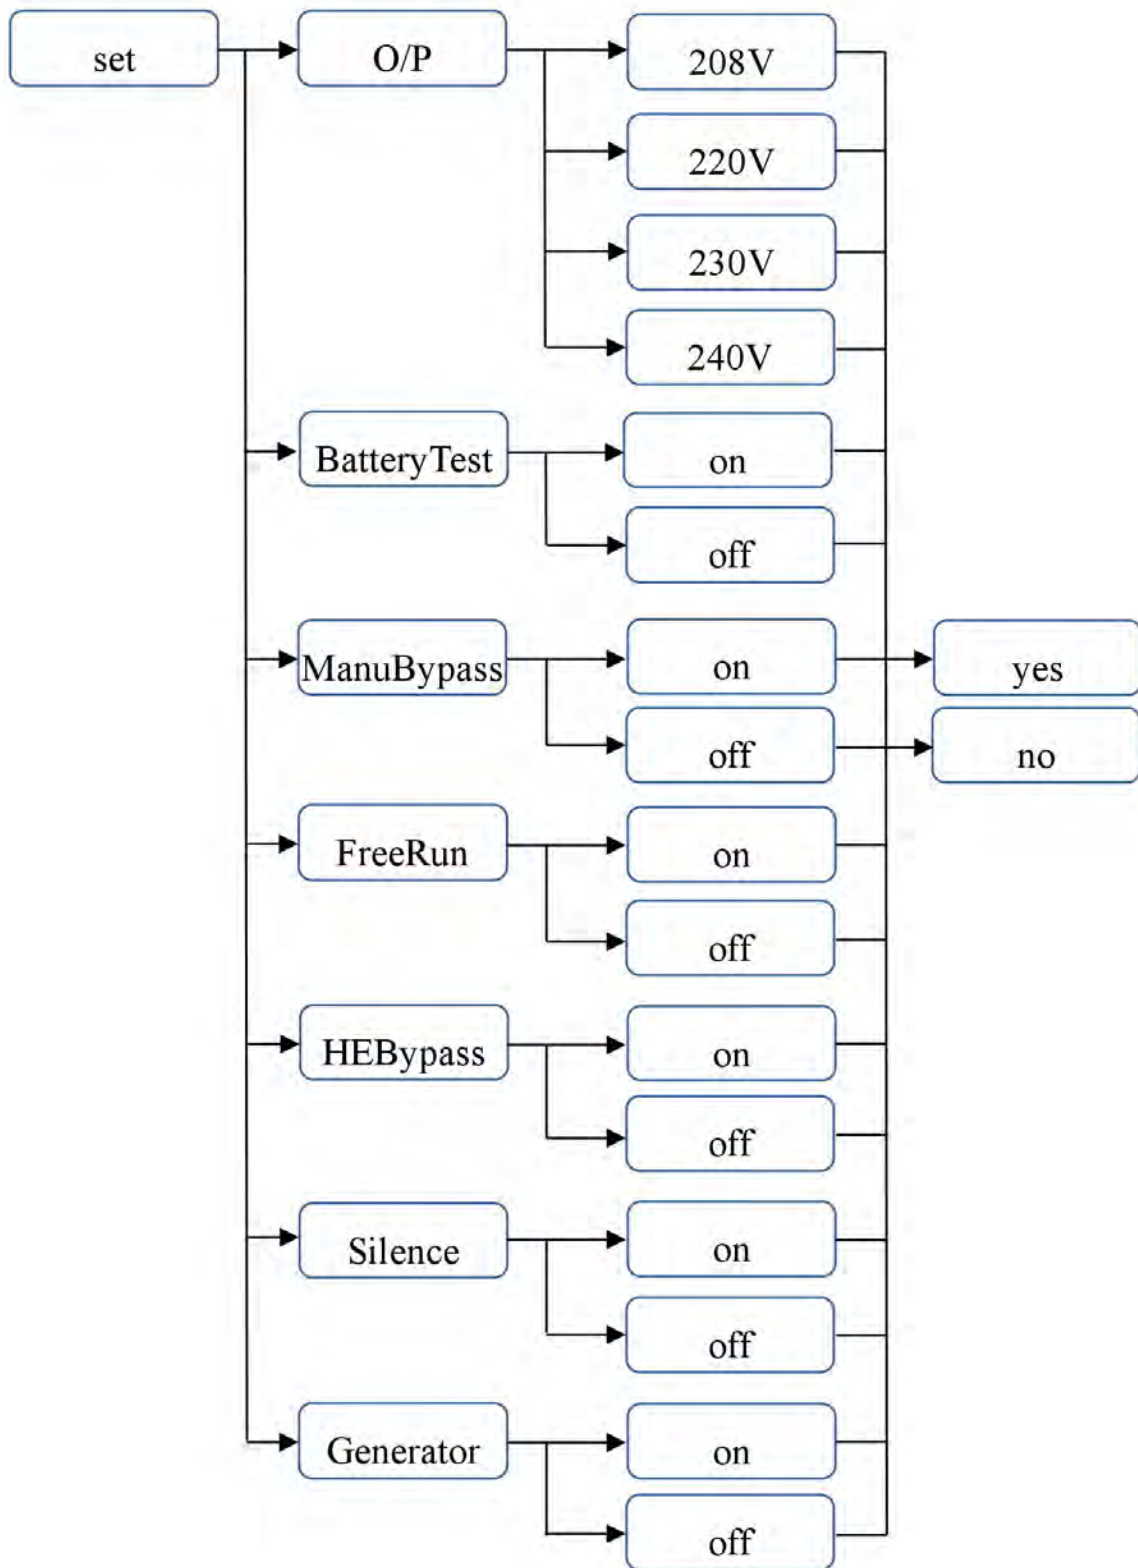 set
O/P
208V
220V
230V
240V
BatteryTest
on
off
ManuBypass
on
off
yes
no
FreeRun
on
off
HEBypass
on
off
Silence
on
off
Generator
on
off